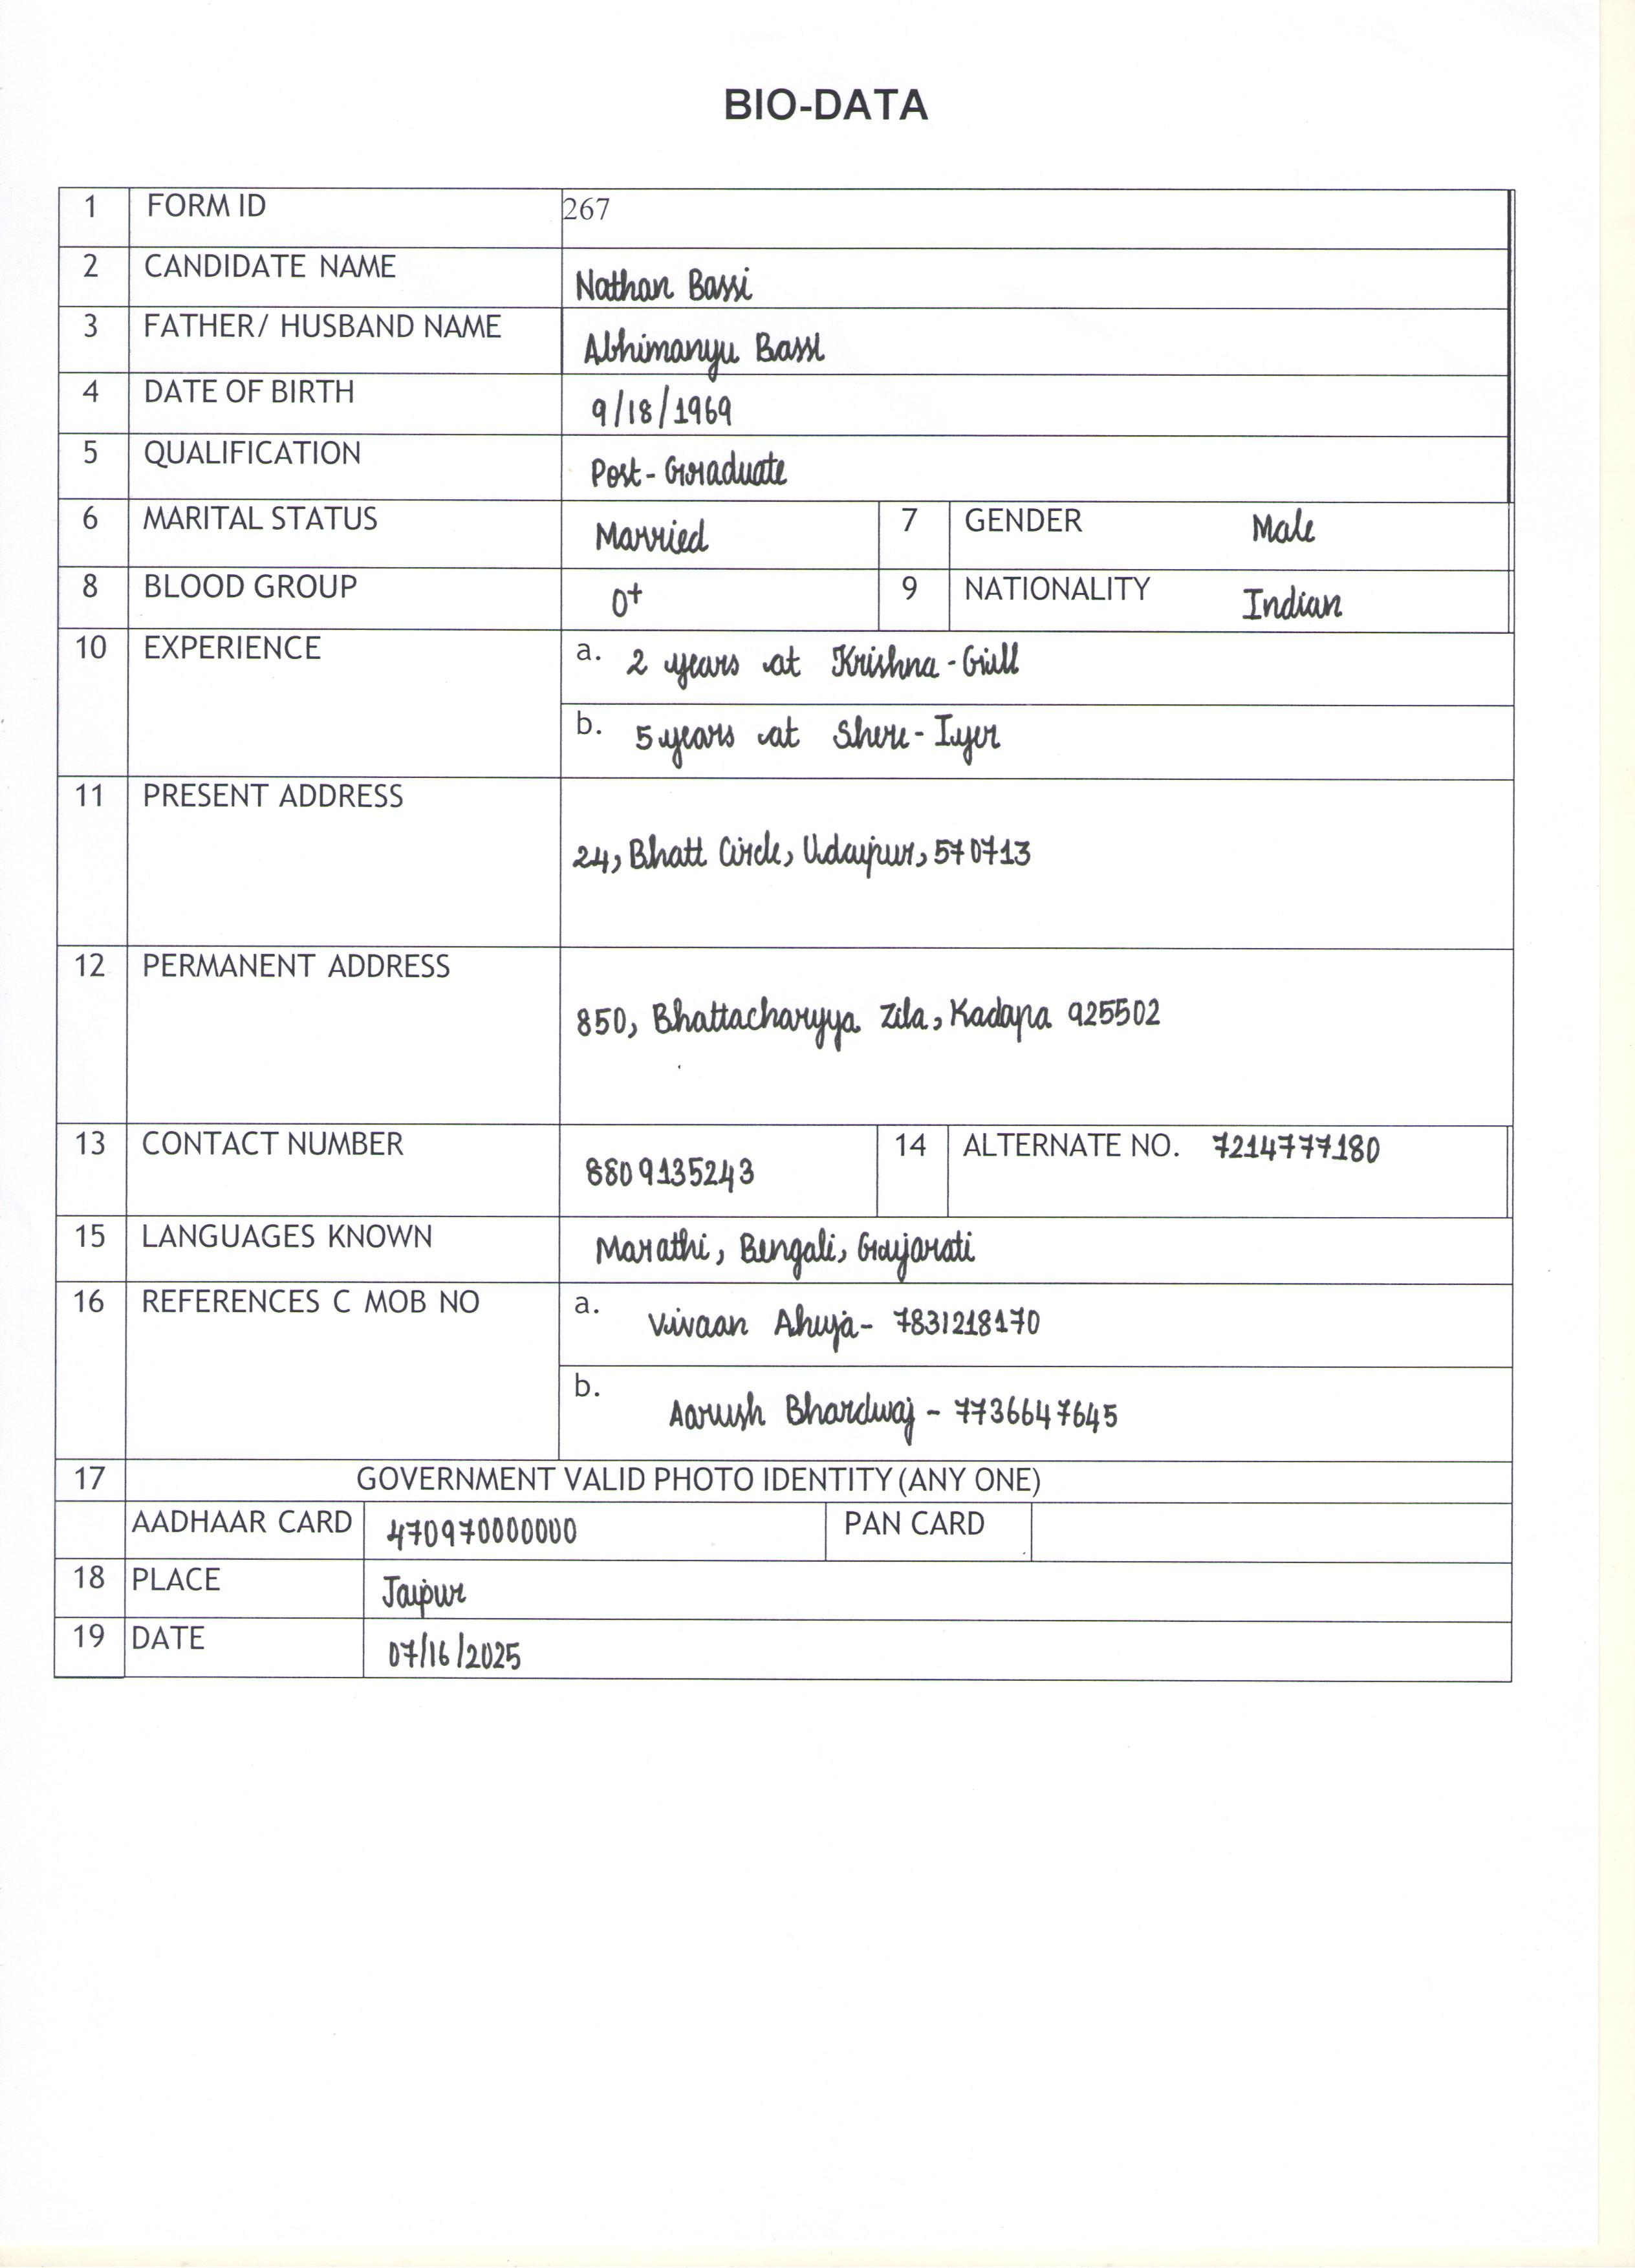 BIO-DATA
1 FORM ID 267
2 CANDIDATE NAME Nathan Bassi
3 FATHER/ HUSBAND NAME Abhimanyu Bassi
4 DATE OF BIRTH 9/18/1969
5 QUALIFICATION Post-Graduate
6 MARITAL STATUS Married 7 GENDER Male
8 BLOOD GROUP O+ 9 NATIONALITY Indian
10 EXPERIENCE a. 2 years at Krishna-Gill
b. 5 years at Shere-Iyer
11 PRESENT ADDRESS
24, Bhatt Circle, Udaipur, 570713
12 PERMANENT ADDRESS
850, Bhattacharyya Zila, Kadapa 925502
13 CONTACT NUMBER 8809135243 14 ALTERNATE NO. 7214777180
15 LANGUAGES KNOWN Marathi, Bengali, Gujarati
16 REFERENCES C MOB NO a. Vivaan Ahuja- 7831218170
b. Aarush Bhardwaj - 7736647645
17 GOVERNMENT VALID PHOTO IDENTITY (ANY ONE)
AADHAAR CARD 470970000000 PAN CARD
18 PLACE Jaipur
19 DATE 07/16/2025